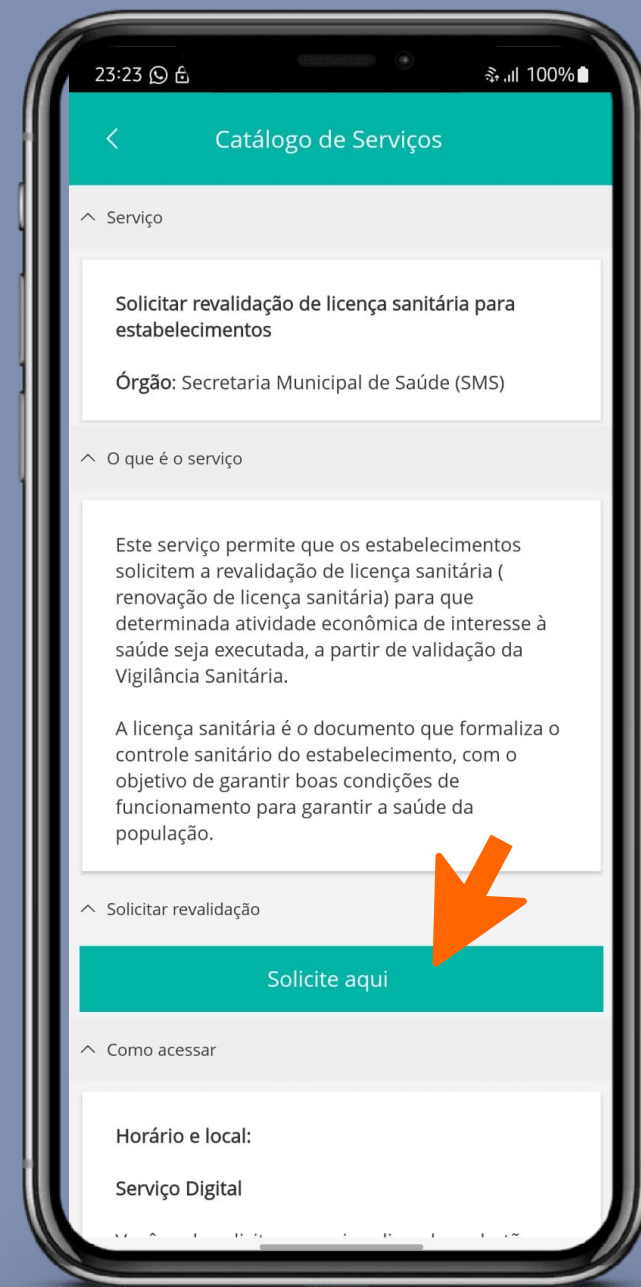 23:23 100%
Catálogo de Serviços
Serviço
Solicitar revalidação de licença sanitária para
estabelecimentos
Órgão: Secretaria Municipal de Saúde (SMS)
O que é o serviço
Este serviço permite que os estabelecimentos
solicitem a revalidação de licença sanitária (
renovação de licença sanitária) para que
determinada atividade econômica de interesse à
saúde seja executada, a partir de validação da
Vigilância Sanitária.
A licença sanitária é o documento que formaliza o
controle sanitário do estabelecimento, com o
objetivo de garantir boas condições de
funcionamento para garantir a saúde da
população.
Solicitar revalidação
Solicite aqui
Como acessar
Horário e local:
Serviço Digital